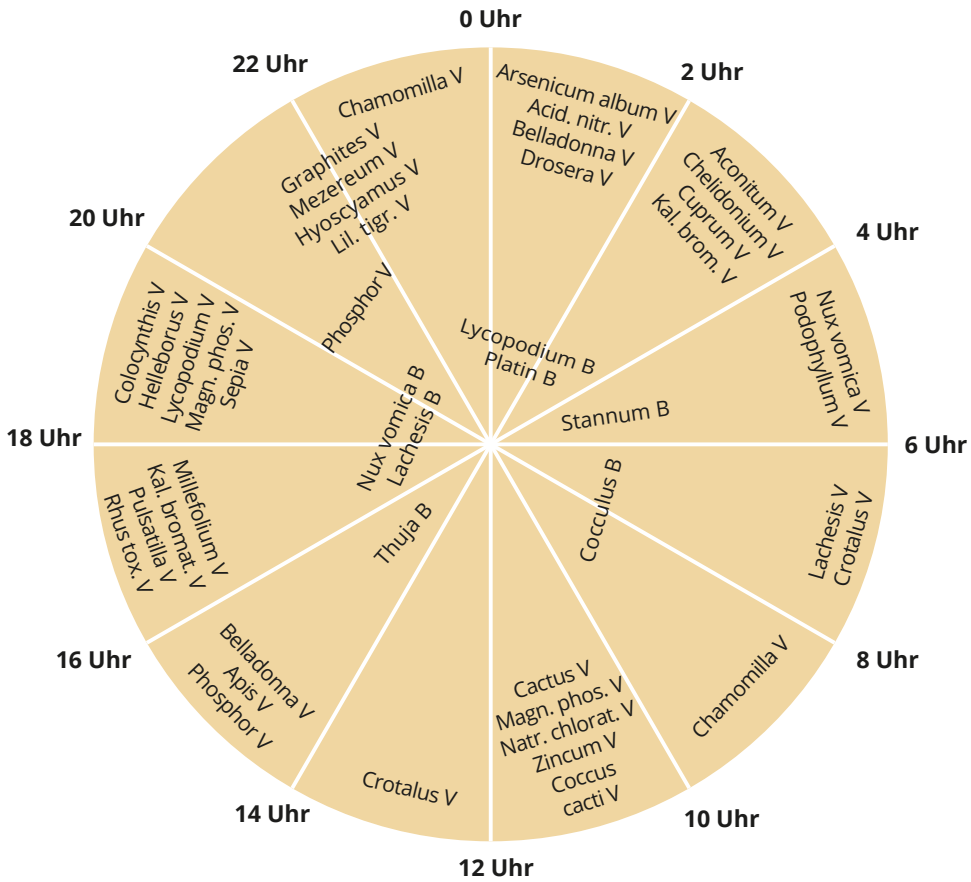 0 Uhr
Arsenicum album V
Acid. nitr. V
Belladonna V
Drosera V
2 Uhr
Aconitum V
Chelidonium V
Cuprum V
Kal. brom. V
4 Uhr
Nux vomica V
Podophyllum V
6 Uhr
Lachesis V
Crotalus V
8 Uhr
Chamomilla V
10 Uhr
Cactus V
Magn. phos. V
Natr. chlorat. V
Zincum V
Coccus
cacti V
12 Uhr
Crotalus V
14 Uhr
Belladonna V
Apis V
Phosphor V
16 Uhr
Millefolium V
Kal. bromat. V
Pulsatilla V
Rhus tox. V
18 Uhr
Colocynthis V
Helleborus V
Lycopodium V
Magn. phos. V
Sepia V
20 Uhr
22 Uhr
Chamomilla V
Graphites V
Mezereum V
Hyoscyamus V
Lil. tigr. V
Phosphor V
Lycopodium B
Platin B
Stannum B
Cocculus B
Thuja B
Nux vomica B
Lachesis B